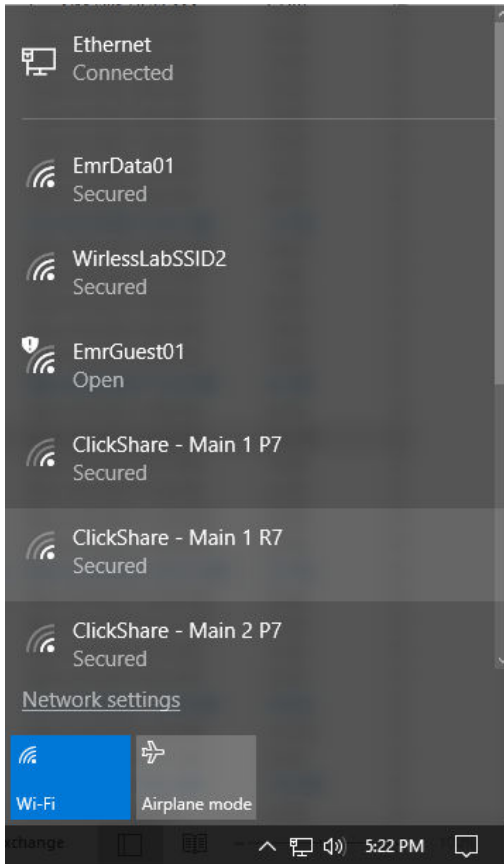 Ethernet
Connected
EmrData01
Secured
WirlessLabSSID2
Secured
EmrGuest01
Open
ClickShare - Main 1 P7
Secured
ClickShare - Main 1 R7
Secured
ClickShare - Main 2 P7
Secured
Network settings
Wi-Fi
Airplane mode
5:22 PM